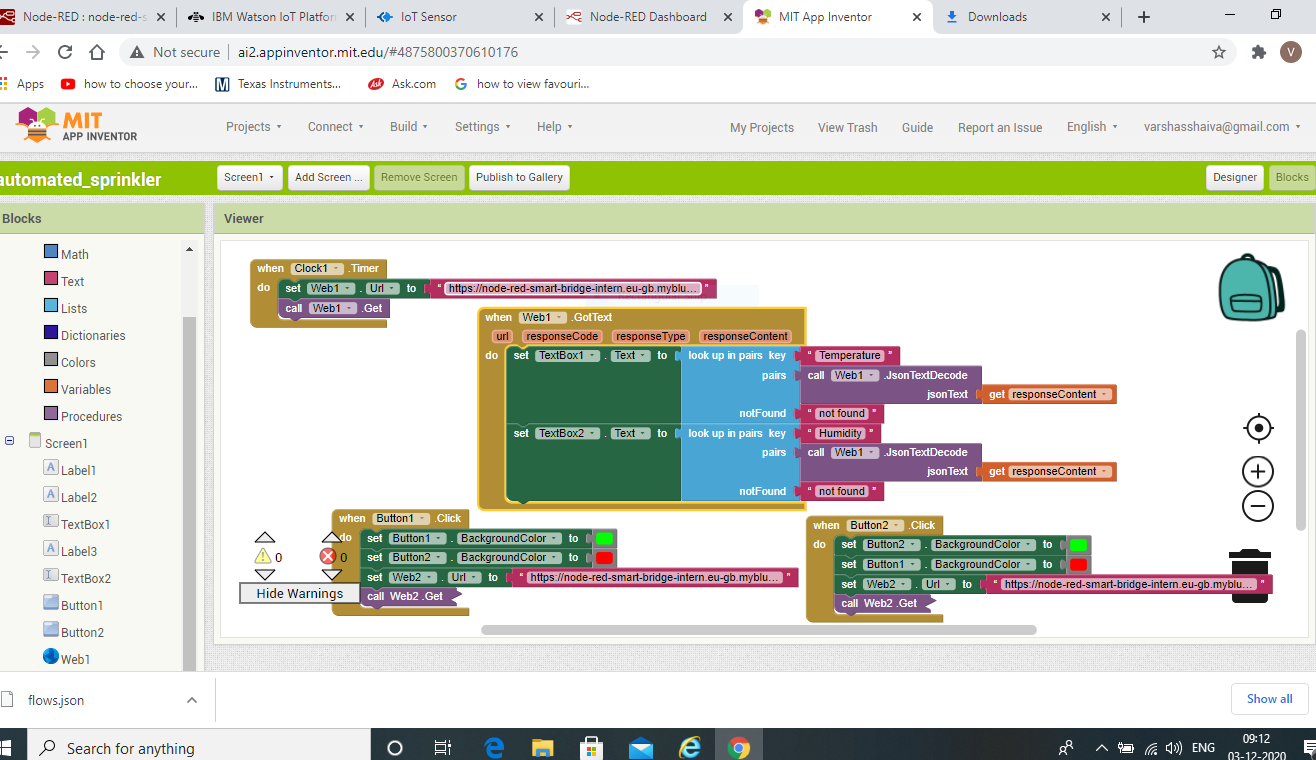 Node-RED : node-red-s
IBM Watson IoT Platfor
IoT Sensor
Node-RED Dashboard
MIT App Inventor
Downloads
Not secure
ai2.appinventor.mit.edu/#4875800370610176
V
Apps
how to choose your...
Texas Instruments...
Ask.com
how to view favouri...
MIT
APP INVENTOR
Projects
Connect
Build
Settings
Help
My Projects
View Trash
Guide
Report an Issue
English
varshasshaiva@gmail.com
automated_sprinkler
Screen1
Add Screen ...
Remove Screen
Publish to Gallery
Designer
Blocks
Blocks
Viewer
Math
Text
Lists
Dictionaries
Colors
Variables
Procedures
Screen1
Label1
Label2
TextBox1
Label3
TextBox2
Button1
Button2
Web1
when Clock1 .Timer
do set Web1 . Url to “ https://node-red-smart-bridge-intern.eu-gb.myblu... ”
call Web1 .Get
when Web1 .GotText
url responseCode responseType responseContent
do set TextBox1 . Text to look up in pairs key “ Temperature ”
pairs call Web1 .JsonTextDecode
jsonText get responseContent
notFound “ not found ”
set TextBox2 . Text to look up in pairs key “ Humidity ”
pairs call Web1 .JsonTextDecode
jsonText get responseContent
notFound “ not found ”
when Button1 .Click
do set Button1 . BackgroundColor to
set Button2 . BackgroundColor to
set Web2 . Url to “ https://node-red-smart-bridge-intern.eu-gb.myblu... ”
call Web2 .Get
0
0
Hide Warnings
when Button2 .Click
do set Button2 . BackgroundColor to
set Button1 . BackgroundColor to
set Web2 . Url to “ https://node-red-smart-bridge-intern.eu-gb.myblu... ”
call Web2 .Get
flows.json
Show all
Search for anything
ENG
09:12
03-12-2020